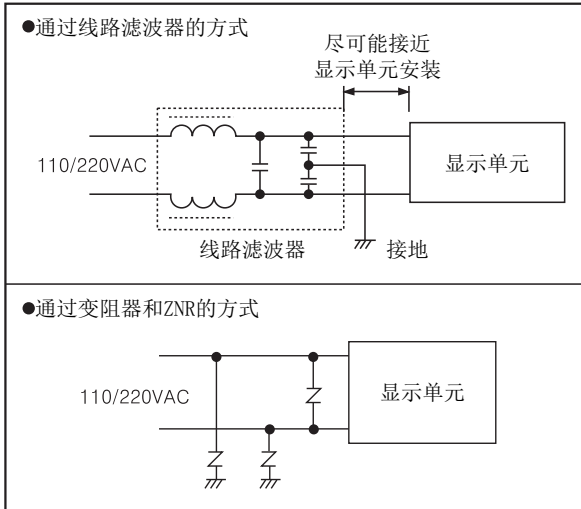 ●通过线路滤波器的方式
尽可能接近
显示单元安装
110/220VAC
显示单元
线路滤波器
接地
●通过变阻器和ZNR的方式
110/220VAC
显示单元